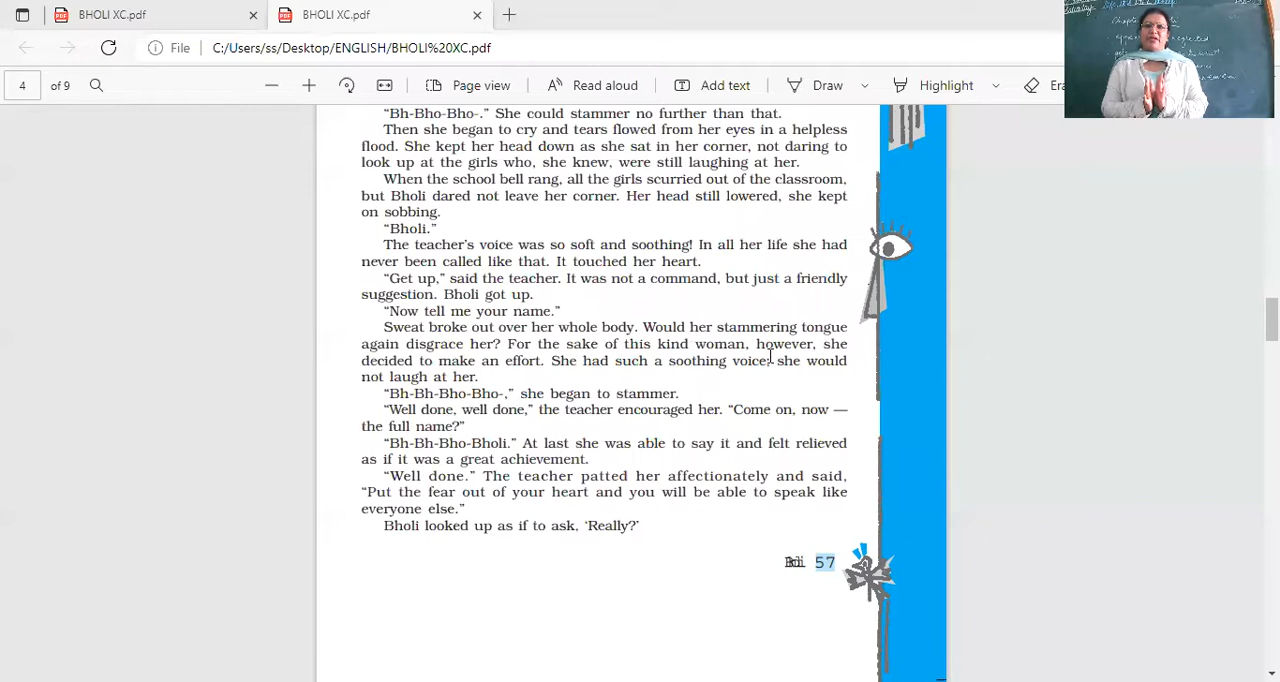 BHOLI XC.pdf
BHOLI XC.pdf
File C:/Users/ss/Desktop/ENGLISH/BHOLI%20XC.pdf
4 of 9 Page view Read aloud Add text Draw Highlight Era
“Bh-Bho-Bho-.” She could stammer no further than that.
Then she began to cry and tears flowed from her eyes in a helpless
flood. She kept her head down as she sat in her corner, not daring to
look up at the girls who, she knew, were still laughing at her.
When the school bell rang, all the girls scurried out of the classroom,
but Bholi dared not leave her corner. Her head still lowered, she kept
on sobbing.
“Bholi.”
The teacher’s voice was so soft and soothing! In all her life she had
never been called like that. It touched her heart.
“Get up,” said the teacher. It was not a command, but just a friendly
suggestion. Bholi got up.
“Now tell me your name.”
Sweat broke out over her whole body. Would her stammering tongue
again disgrace her? For the sake of this kind woman, however, she
decided to make an effort. She had such a soothing voice; she would
not laugh at her.
“Bh-Bh-Bho-Bho-,” she began to stammer.
“Well done, well done,” the teacher encouraged her. “Come on, now —
the full name?”
“Bh-Bh-Bho-Bholi.” At last she was able to say it and felt relieved
as if it was a great achievement.
“Well done.” The teacher patted her affectionately and said,
“Put the fear out of your heart and you will be able to speak like
everyone else.”
Bholi looked up as if to ask, ‘Really?’
57